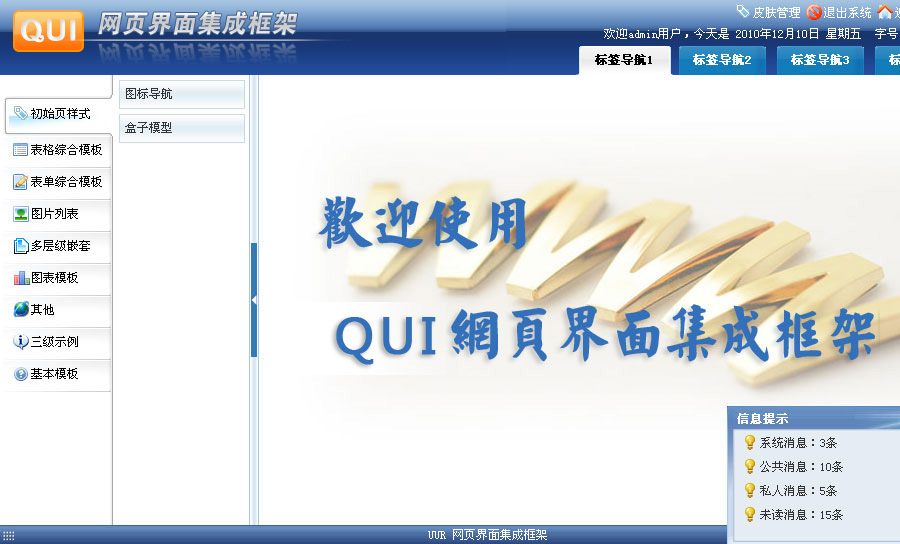 QUI 网页界面集成框架
皮肤管理 退出系统
欢迎admin用户，今天是 2010年12月10日 星期五 字号
标签导航1 标签导航2 标签导航3
初始页样式
表格综合模板
表单综合模板
图片列表
多层级嵌套
图表模板
其他
三级示例
基本模板
图标导航
盒子模型
歡迎使用
QUI 網頁界面集成框架
信息提示
系统消息：3条
公共消息：10条
私人消息：5条
未读消息：15条
UUR 网页界面集成框架